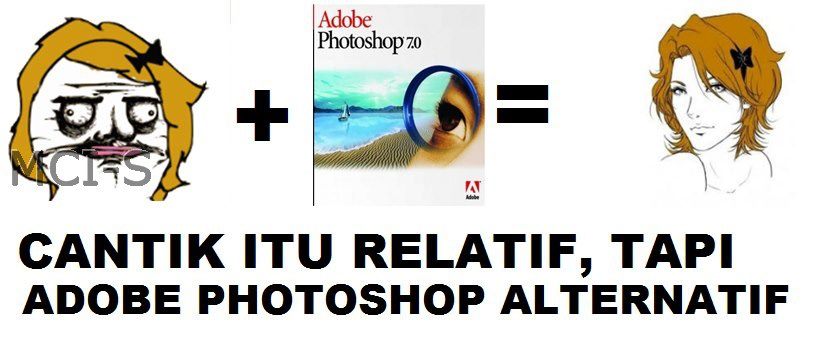 Adobe
Photoshop 7.0
MCI-S
Adobe
CANTIK ITU RELATIF, TAPI
ADOBE PHOTOSHOP ALTERNATIF